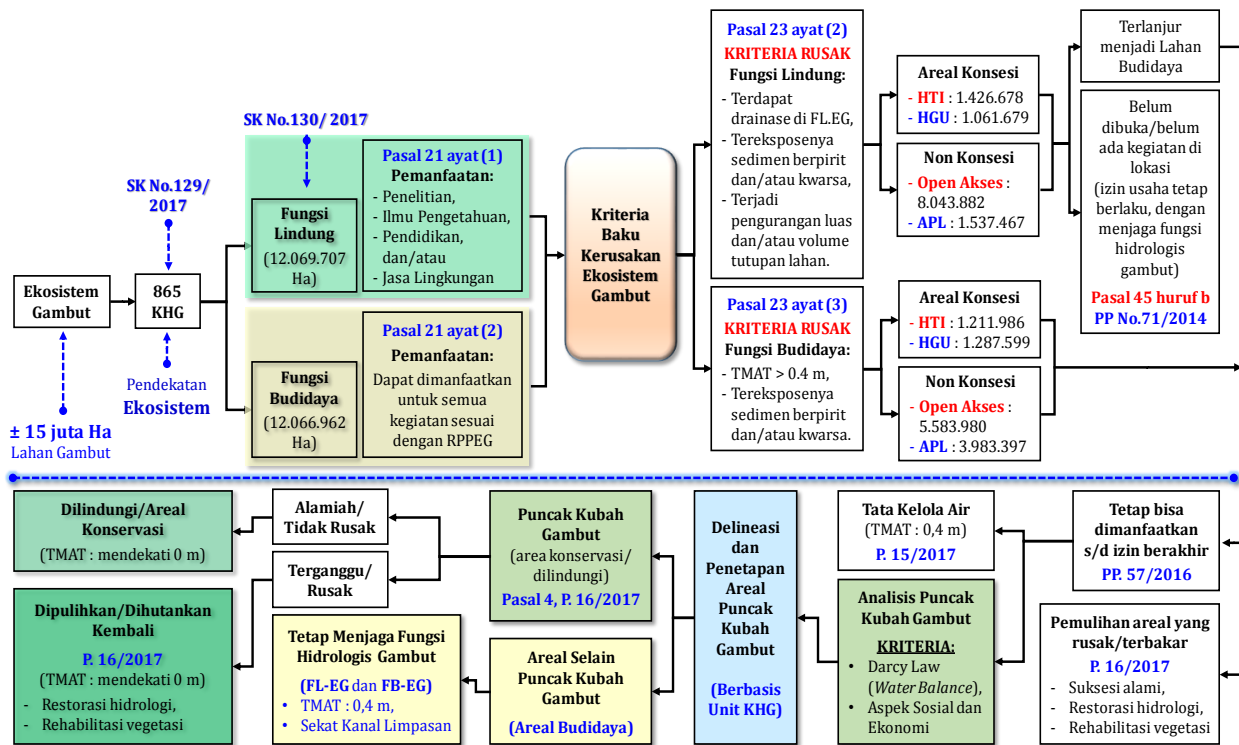 ± 15 juta Ha
Lahan Gambut
Ekosistem
Gambut
SK No.129/
2017
865
KHG
Pendekatan
Ekosistem
SK No.130/ 2017
Fungsi
Lindung
(12.069.707
Ha)
Pasal 21 ayat (1)
Pemanfaatan:
- Penelitian,
- Ilmu Pengetahuan,
- Pendidikan,
dan/atau
- Jasa Lingkungan
Fungsi
Budidaya
(12.066.962
Ha)
Pasal 21 ayat (2)
Pemanfaatan:
Dapat dimanfaatkan
untuk semua
kegiatan sesuai
dengan RPPEG
Kriteria
Baku
Kerusakan
Ekosistem
Gambut
Pasal 23 ayat (2)
KRITERIA RUSAK
Fungsi Lindung:
- Terdapat
drainase di FL.EG,
- Tereksposenya
sedimen berpirit
dan/atau kwarsa,
- Terjadi
pengurangan luas
dan/atau volume
tutupan lahan.
Pasal 23 ayat (3)
KRITERIA RUSAK
Fungsi Budidaya:
- TMAT > 0.4 m,
- Tereksposenya
sedimen berpirit
dan/atau kwarsa.
Areal Konsesi
- HTI : 1.426.678
- HGU : 1.061.679
Non Konsesi
- Open Akses :
8.043.882
- APL : 1.537.467
Areal Konsesi
- HTI : 1.211.986
- HGU : 1.287.599
Non Konsesi
- Open Akses :
5.583.980
- APL : 3.983.397
Terlanjur
menjadi Lahan
Budidaya
Belum
dibuka/belum
ada kegiatan di
lokasi
(izin usaha tetap
berlaku, dengan
menjaga fungsi
hidrologis
gambut)
Pasal 45 huruf b
PP No.71/2014
Tetap bisa
dimanfaatkan
s/d izin berakhir
PP. 57/2016
Pemulihan areal yang
rusak/terbakar
P. 16/2017
- Suksesi alami,
- Restorasi hidrologi,
- Rehabilitasi vegetasi
Tata Kelola Air
(TMAT : 0,4 m)
P. 15/2017
Analisis Puncak
Kubah Gambut
KRITERIA:
• Darcy Law
(Water Balance),
• Aspek Sosial dan
Ekonomi
Delineasi
dan
Penetapan
Areal
Puncak
Kubah
Gambut
(Berbasis
Unit KHG)
Puncak Kubah
Gambut
(area konservasi/
dilindungi)
Pasal 4, P. 16/2017
Areal Selain
Puncak Kubah
Gambut
(Areal Budidaya)
Alamiah/
Tidak Rusak
Terganggu/
Rusak
Tetap Menjaga Fungsi
Hidrologis Gambut
(FL-EG dan FB-EG)
• TMAT : 0,4 m,
• Sekat Kanal Limpasan
Dilindungi/Areal
Konservasi
(TMAT : mendekati 0 m)
Dipulihkan/Dihutankan
Kembali
P. 16/2017
(TMAT : mendekati 0 m)
- Restorasi hidrologi,
- Rehabilitasi vegetasi